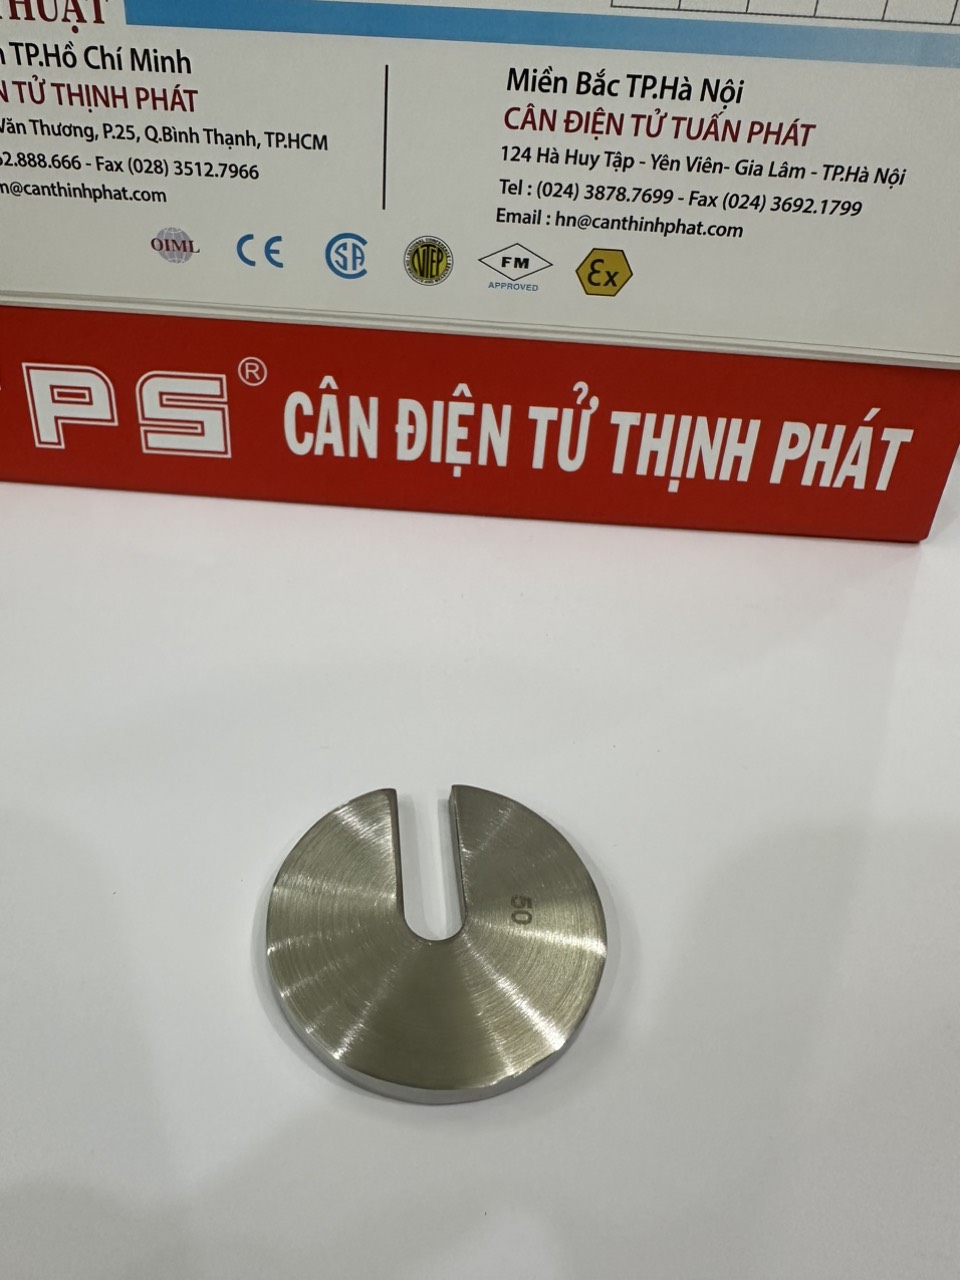 THUẬT
TP.Hồ Chí Minh
TỬ THỊNH PHÁT
Văn Thương, P.25, Q.Bình Thạnh, TP.HCM
2.888.666 - Fax (028) 3512.7966
@canthinhphat.com
Miền Bắc TP.Hà Nội
CÂN ĐIỆN TỬ TUẤN PHÁT
124 Hà Huy Tập - Yên Viên- Gia Lâm - TP.Hà Nội
Tel : (024) 3878.7699 - Fax (024) 3692.1799
Email : hn@canthinhphat.com
OIML CE SA NTEP FM Ex
APPROVED
PS® CÂN ĐIỆN TỬ THỊNH PHÁT
50